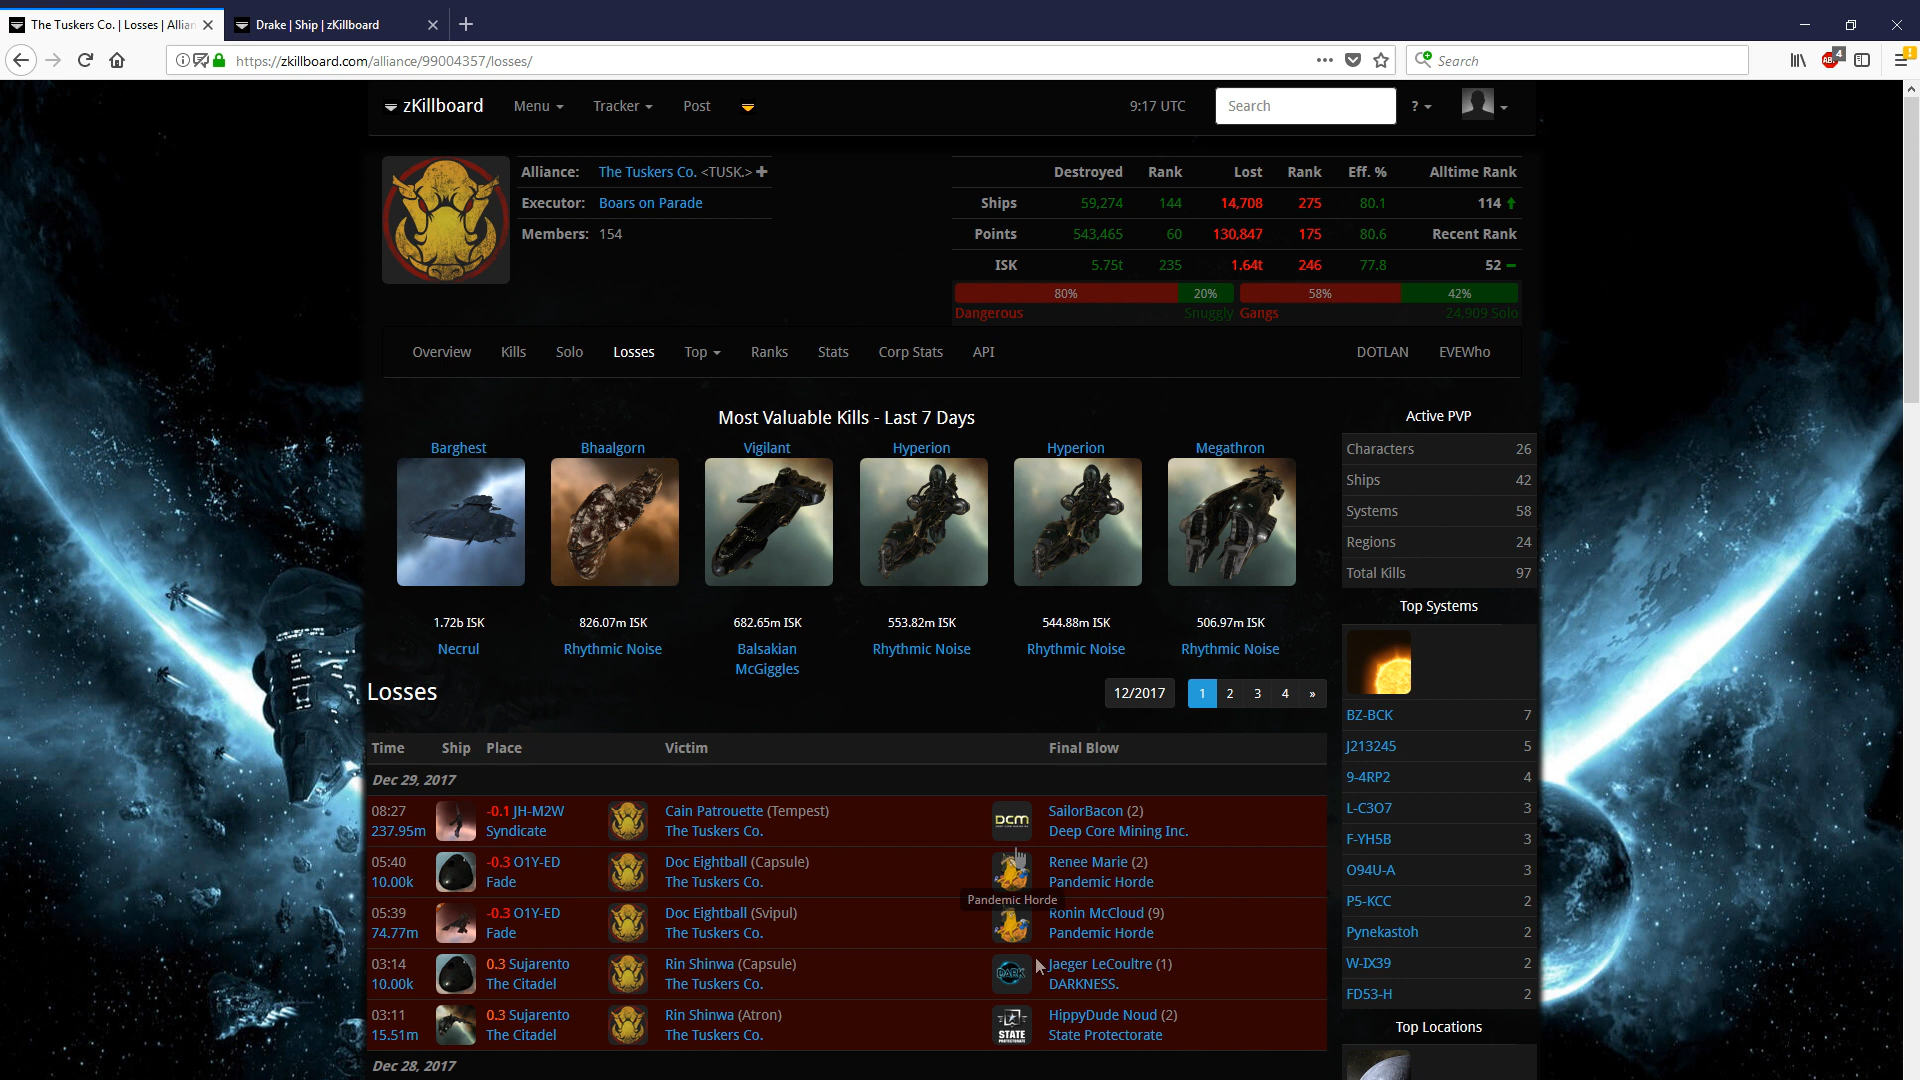 The Tuskers Co. | Losses | Allian
Drake | Ship | zKillboard
https://zkillboard.com/alliance/99004357/losses/
Search
4
zKillboard
Menu
Tracker
Post
9:17 UTC
Search
?
Alliance: The Tuskers Co. <TUSK.>
Executor: Boars on Parade
Members: 154
Destroyed Rank Lost Rank Eff. % Alltime Rank
Ships 59,274 144 14,708 275 80.1 114
Points 543,465 60 130,847 175 80.6 Recent Rank
ISK 5.75t 235 1.64t 246 77.8 52
80% 20% 58% 42%
Dangerous Snuggly Gangs 24,909 Solo
Overview Kills Solo Losses Top Ranks Stats Corp Stats API DOTLAN EVEWho
Most Valuable Kills - Last 7 Days
Barghest Bhaalgorn Vigilant Hyperion Hyperion Megathron
1.72b ISK 826.07m ISK 682.65m ISK 553.82m ISK 544.88m ISK 506.97m ISK
Necrul Rhythmic Noise Balsakian McGiggles Rhythmic Noise Rhythmic Noise Rhythmic Noise
Losses
12/2017 1 2 3 4 »
Time Ship Place Victim Final Blow
Dec 29, 2017
08:27 -0.1 JH-M2W Cain Patrouette (Tempest) DCM SailorBacon (2)
237.95m Syndicate The Tuskers Co. Deep Core Mining Inc.
05:40 -0.3 O1Y-ED Doc Eightball (Capsule) Renee Marie (2)
10.00k Fade The Tuskers Co. Pandemic Horde
Pandemic Horde
05:39 -0.3 O1Y-ED Doc Eightball (Svipul) Ronin McCloud (9)
74.77m Fade The Tuskers Co. Pandemic Horde
03:14 0.3 Sujarento Rin Shinwa (Capsule) DARK Jaeger LeCoultre (1)
10.00k The Citadel The Tuskers Co. DARKNESS.
03:11 0.3 Sujarento Rin Shinwa (Atron) STATE HippyDude Noud (2)
15.51m The Citadel The Tuskers Co. State Protectorate
Dec 28, 2017
Active PVP
Characters 26
Ships 42
Systems 58
Regions 24
Total Kills 97
Top Systems
BZ-BCK 7
J213245 5
9-4RP2 4
L-C3O7 3
F-YH5B 3
O94U-A 3
P5-KCC 2
Pynekastoh 2
W-IX39 2
FD53-H 2
Top Locations